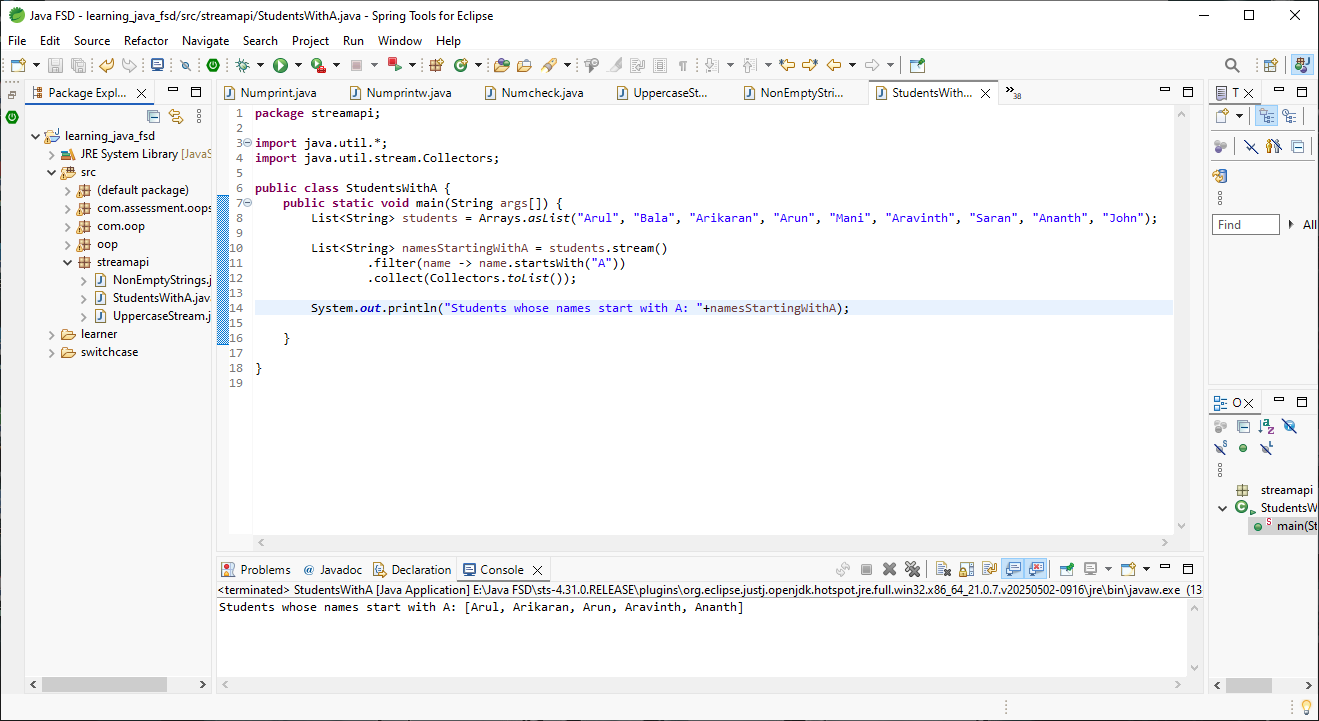 Java FSD - learning_java_fsd/src/streamapi/StudentsWithA.java - Spring Tools for Eclipse
File Edit Source Refactor Navigate Search Project Run Window Help
Package Expl...
Numprint.java Numprintw.java Numcheck.java UppercaseSt... NonEmptyStri... StudentsWith... 38
T
learning_java_fsd
JRE System Library [JavaS
src
(default package)
com.assessment.oops
com.oop
oop
streamapi
NonEmptyStrings.j
StudentsWithA.jav
UppercaseStream.j
learner
switchcase
1 package streamapi;
2
3 import java.util.*;
4 import java.util.stream.Collectors;
5
6 public class StudentsWithA {
7 public static void main(String args[]) {
8 List<String> students = Arrays.asList("Arul", "Bala", "Arikaran", "Arun", "Mani", "Aravinth", "Saran", "Ananth", "John");
9
10 List<String> namesStartingWithA = students.stream()
11 .filter(name -> name.startsWith("A"))
12 .collect(Collectors.toList());
13
14 System.out.println("Students whose names start with A: "+namesStartingWithA);
15
16 }
17
18 }
19
Find All
O
streamapi
StudentsW
main(St
Problems Javadoc Declaration Console
<terminated> StudentsWithA [Java Application] E:\Java FSD\sts-4.31.0.RELEASE\plugins\org.eclipse.justj.openjdk.hotspot.jre.full.win32.x86_64_21.0.7.v20250502-0916\jre\bin\javaw.exe (13
Students whose names start with A: [Arul, Arikaran, Arun, Aravinth, Ananth]